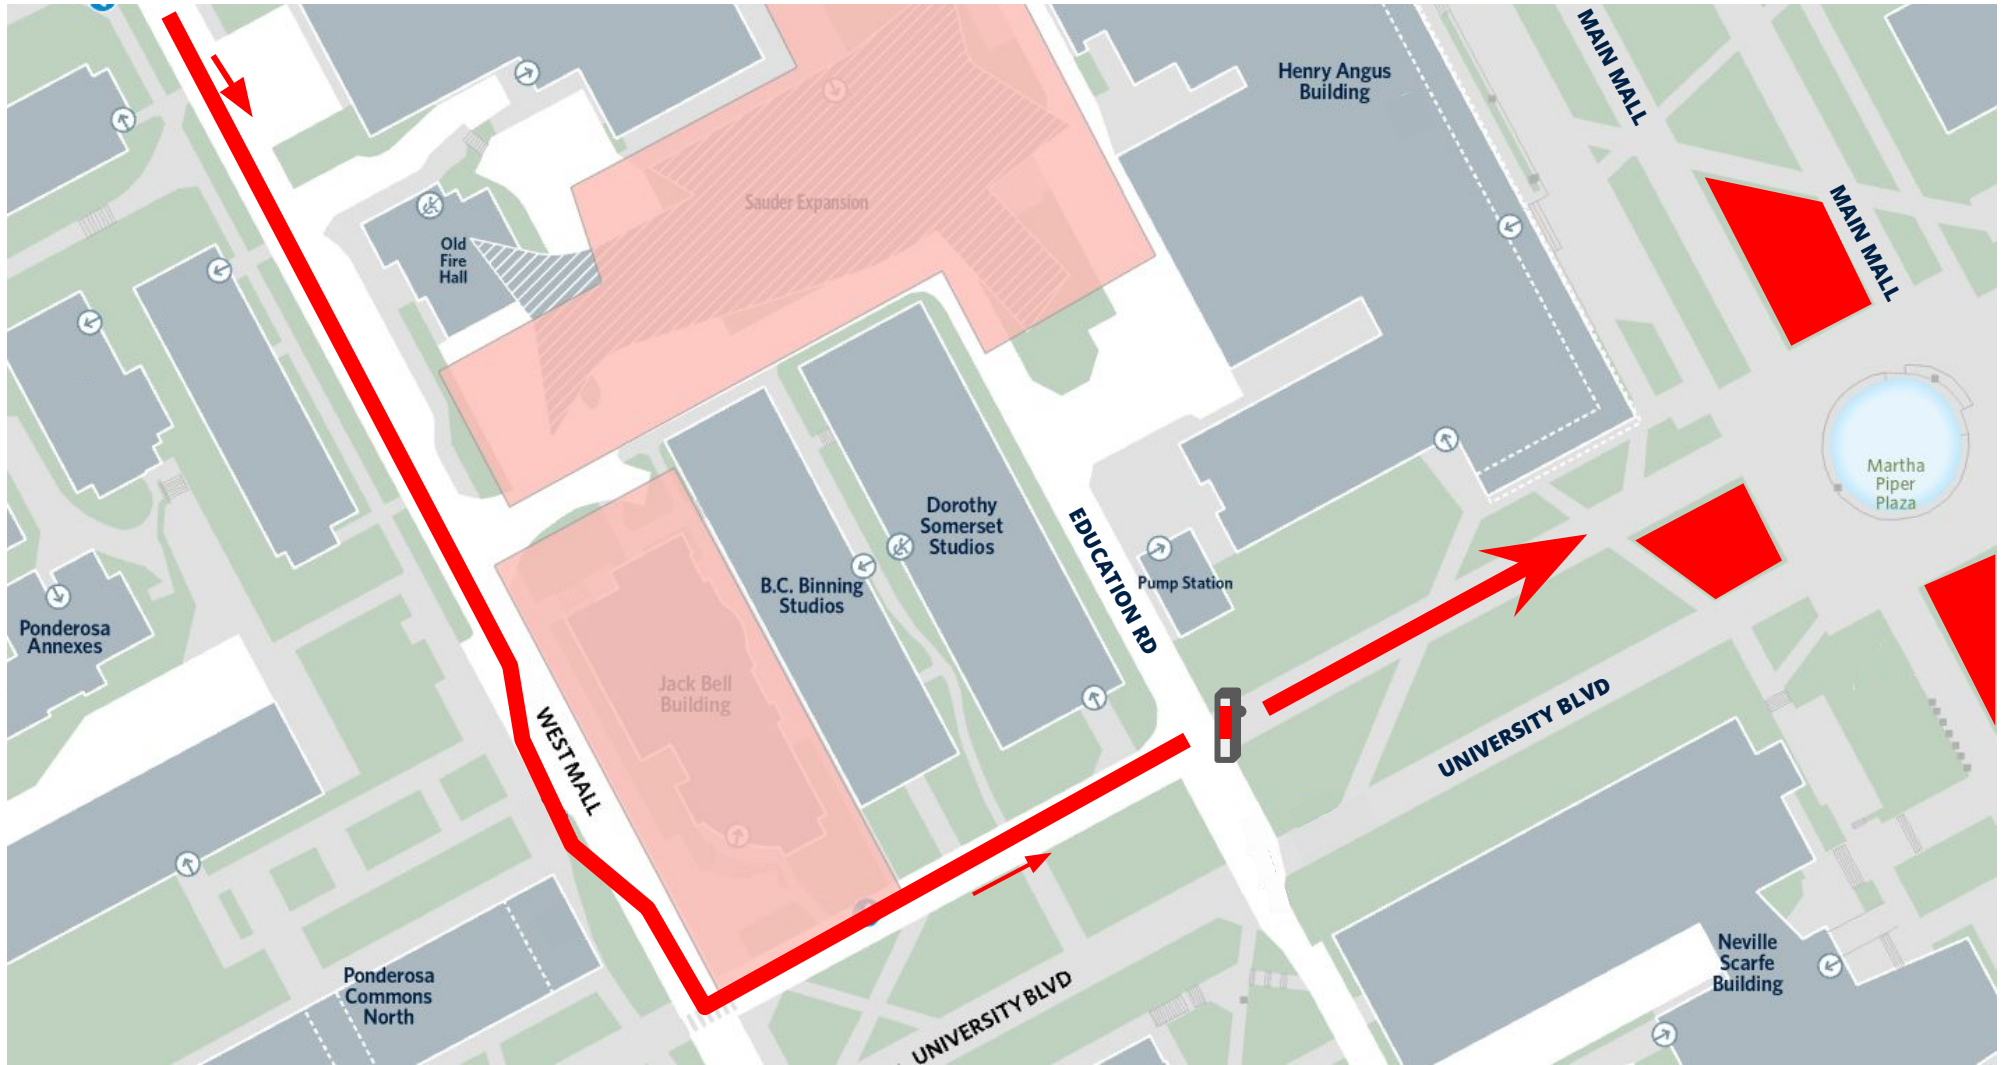 MAIN MALL
Henry Angus
Building
MAIN MALL
Sauder Expansion
Old
Fire
Hall
Martha
Piper
Plaza
Dorothy
Somerset
Studios
EDUCATION RD
B.C. Binning
Studios
Pump Station
Ponderosa
Annexes
Jack Bell
Building
WEST MALL
UNIVERSITY BLVD
Neville
Scarfe
Building
Ponderosa
Commons
North
UNIVERSITY BLVD